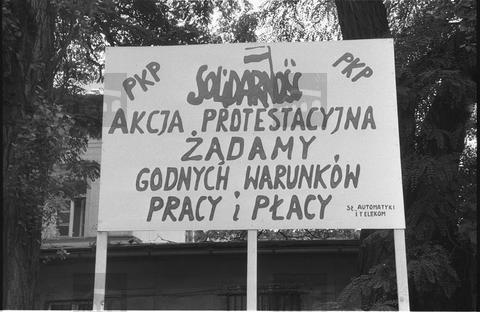 PKP SOLIDARNOŚĆ PKP
AKCJA PROTESTACYJNA
ŻĄDAMY
GODNYCH WARUNKÓW
PRACY i PŁACY
SŁ. AUTOMATYKI
I TELEKOM